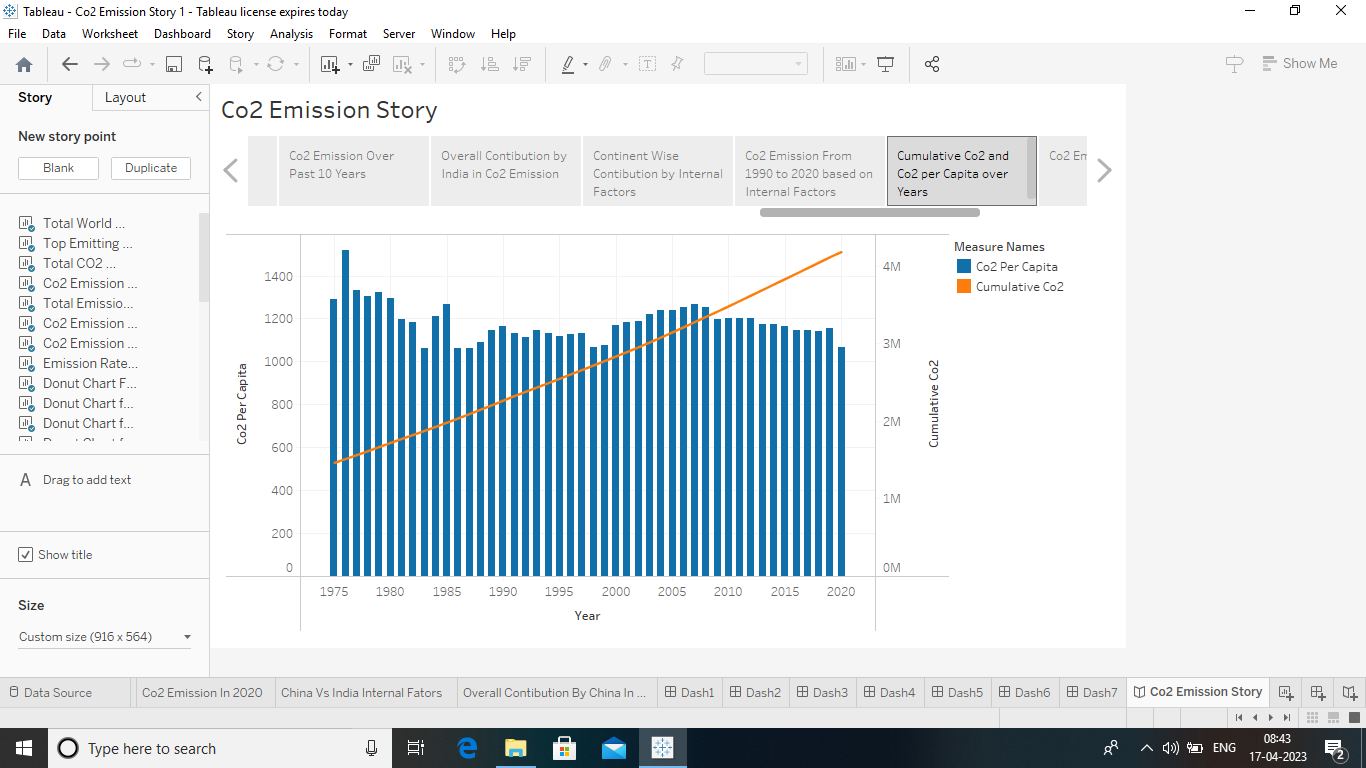 Tableau - Co2 Emission Story 1 - Tableau license expires today
File Data Worksheet Dashboard Story Analysis Format Server Window Help
Show Me
Story Layout
New story point
Blank Duplicate
Total World ...
Top Emitting ...
Total CO2 ...
Co2 Emission ...
Total Emissio...
Co2 Emission ...
Co2 Emission ...
Emission Rate...
Donut Chart F...
Donut Chart f...
Donut Chart f...
A Drag to add text
Show title
Size
Custom size (916 x 564)
Co2 Emission Story
Co2 Emission Over
Past 10 Years
Overall Contibution by
India in Co2 Emission
Continent Wise
Contibution by Internal
Factors
Co2 Emission From
1990 to 2020 based on
Internal Factors
Cumulative Co2 and
Co2 per Capita over
Years
Co2 Em
Co2 Per Capita
1400
1200
1000
800
600
400
200
0
1975 1980 1985 1990 1995 2000 2005 2010 2015 2020
Year
4M
3M
2M
1M
0M
Cumulative Co2
Measure Names
Co2 Per Capita
Cumulative Co2
Data Source Co2 Emission In 2020 China Vs India Internal Fators Overall Contibution By China In ... Dash1 Dash2 Dash3 Dash4 Dash5 Dash6 Dash7 Co2 Emission Story
Type here to search
ENG
08:43
17-04-2023
2